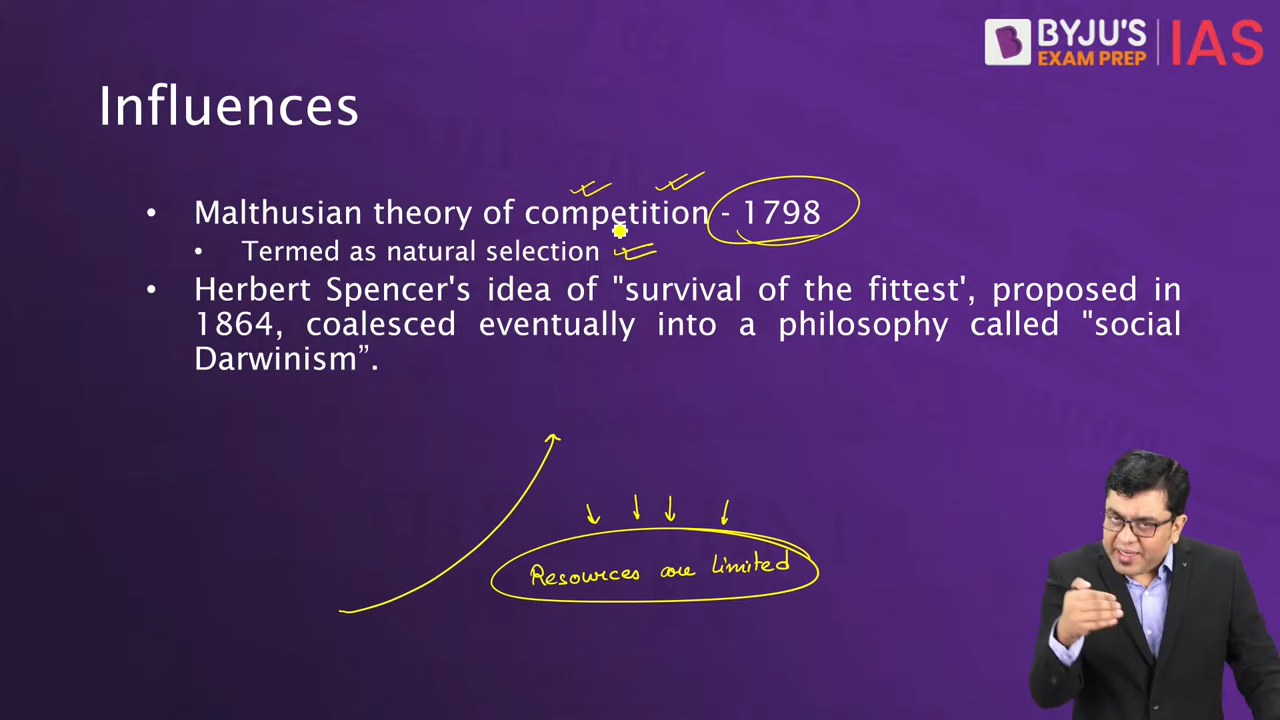 BYJU'S
EXAM PREP
IAS
Influences
• Malthusian theory of competition - 1798
• Termed as natural selection
• Herbert Spencer's idea of "survival of the fittest', proposed in
1864, coalesced eventually into a philosophy called "social
Darwinism”.
Resources are limited